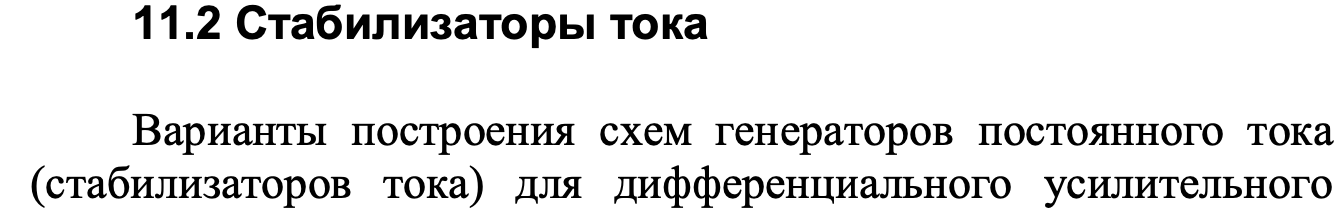 11.2 Стабилизаторы тока
Варианты построения схем генераторов постоянного тока
(стабилизаторов тока) для дифференциального усилительного